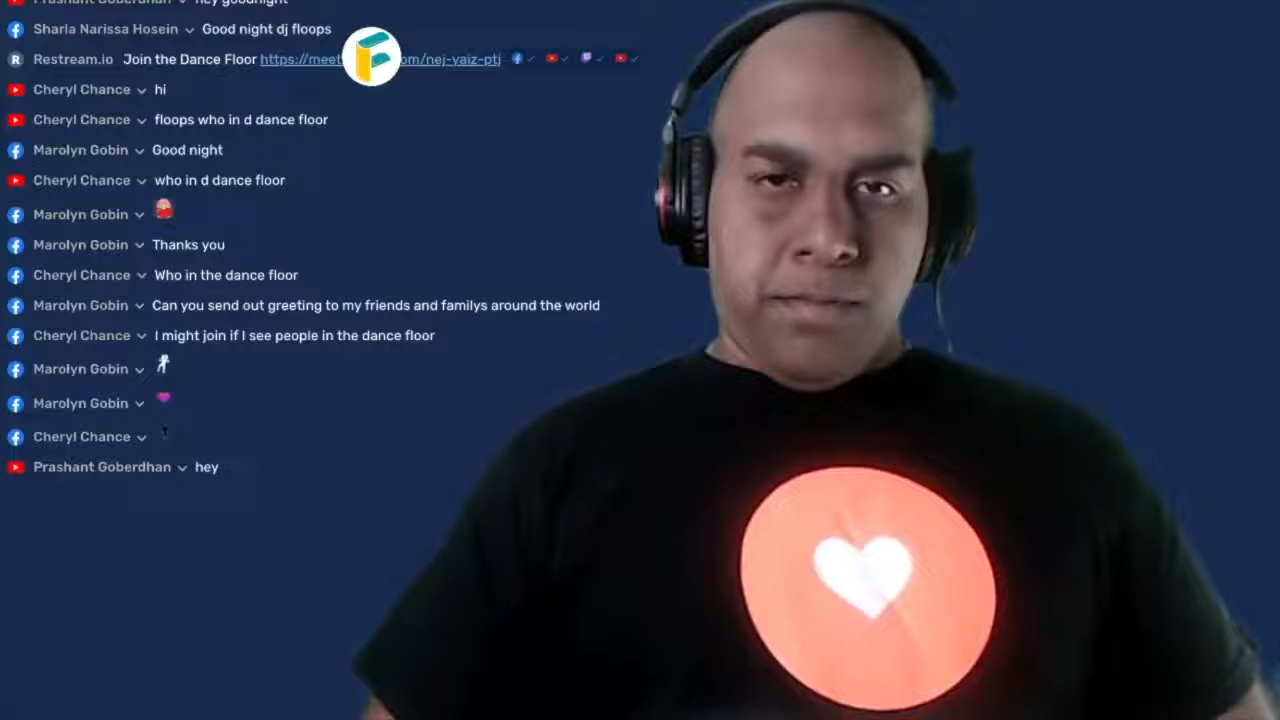 Prashant Goberdhan hey goodnight
Sharla Narissa Hosein Good night dj floops
R Restream.io Join the Dance Floor https://meet om/nej-yaiz-ptj
Cheryl Chance hi
Cheryl Chance floops who in d dance floor
Marolyn Gobin Good night
Cheryl Chance who in d dance floor
Marolyn Gobin
Marolyn Gobin Thanks you
Cheryl Chance Who in the dance floor
Marolyn Gobin Can you send out greeting to my friends and familys around the world
Cheryl Chance I might join if I see people in the dance floor
Marolyn Gobin
Marolyn Gobin
Cheryl Chance
Prashant Goberdhan hey